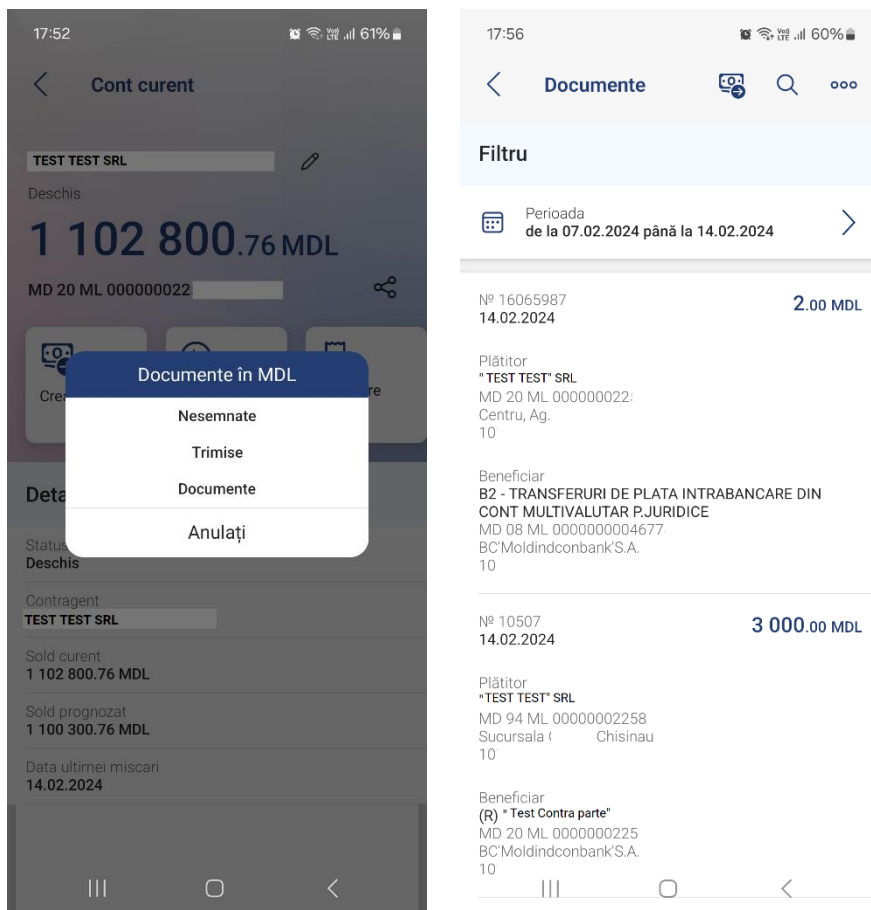 17:52
61%
Cont curent
TEST TEST SRL
Deschis
1 102 800.76 MDL
MD 20 ML 000000022
Documente în MDL
Nesemnate
Trimise
Documente
Anulați
Deta
Status
Deschis
Contragent
TEST TEST SRL
Sold curent
1 102 800.76 MDL
Sold prognozat
1 100 300.76 MDL
Data ultimei miscari
14.02.2024
17:56
60%
Documente
Filtru
Perioada
de la 07.02.2024 până la 14.02.2024
№ 16065987
2.00 MDL
14.02.2024
Plătitor
"TEST TEST" SRL
MD 20 ML 000000022
Centru, Ag.
10
Beneficiar
B2 - TRANSFERURI DE PLATA INTRABANCARE DIN
CONT MULTIVALUTAR P.JURIDICE
MD 08 ML 0000000004677
BC'Moldindconbank'S.A.
10
№ 10507
3 000.00 MDL
14.02.2024
Plătitor
"TEST TEST" SRL
MD 94 ML 00000002258
Sucursala Chisinau
10
Beneficiar
(R) "Test Contra parte"
MD 20 ML 0000000225
BC'Moldindconbank'S.A.
10